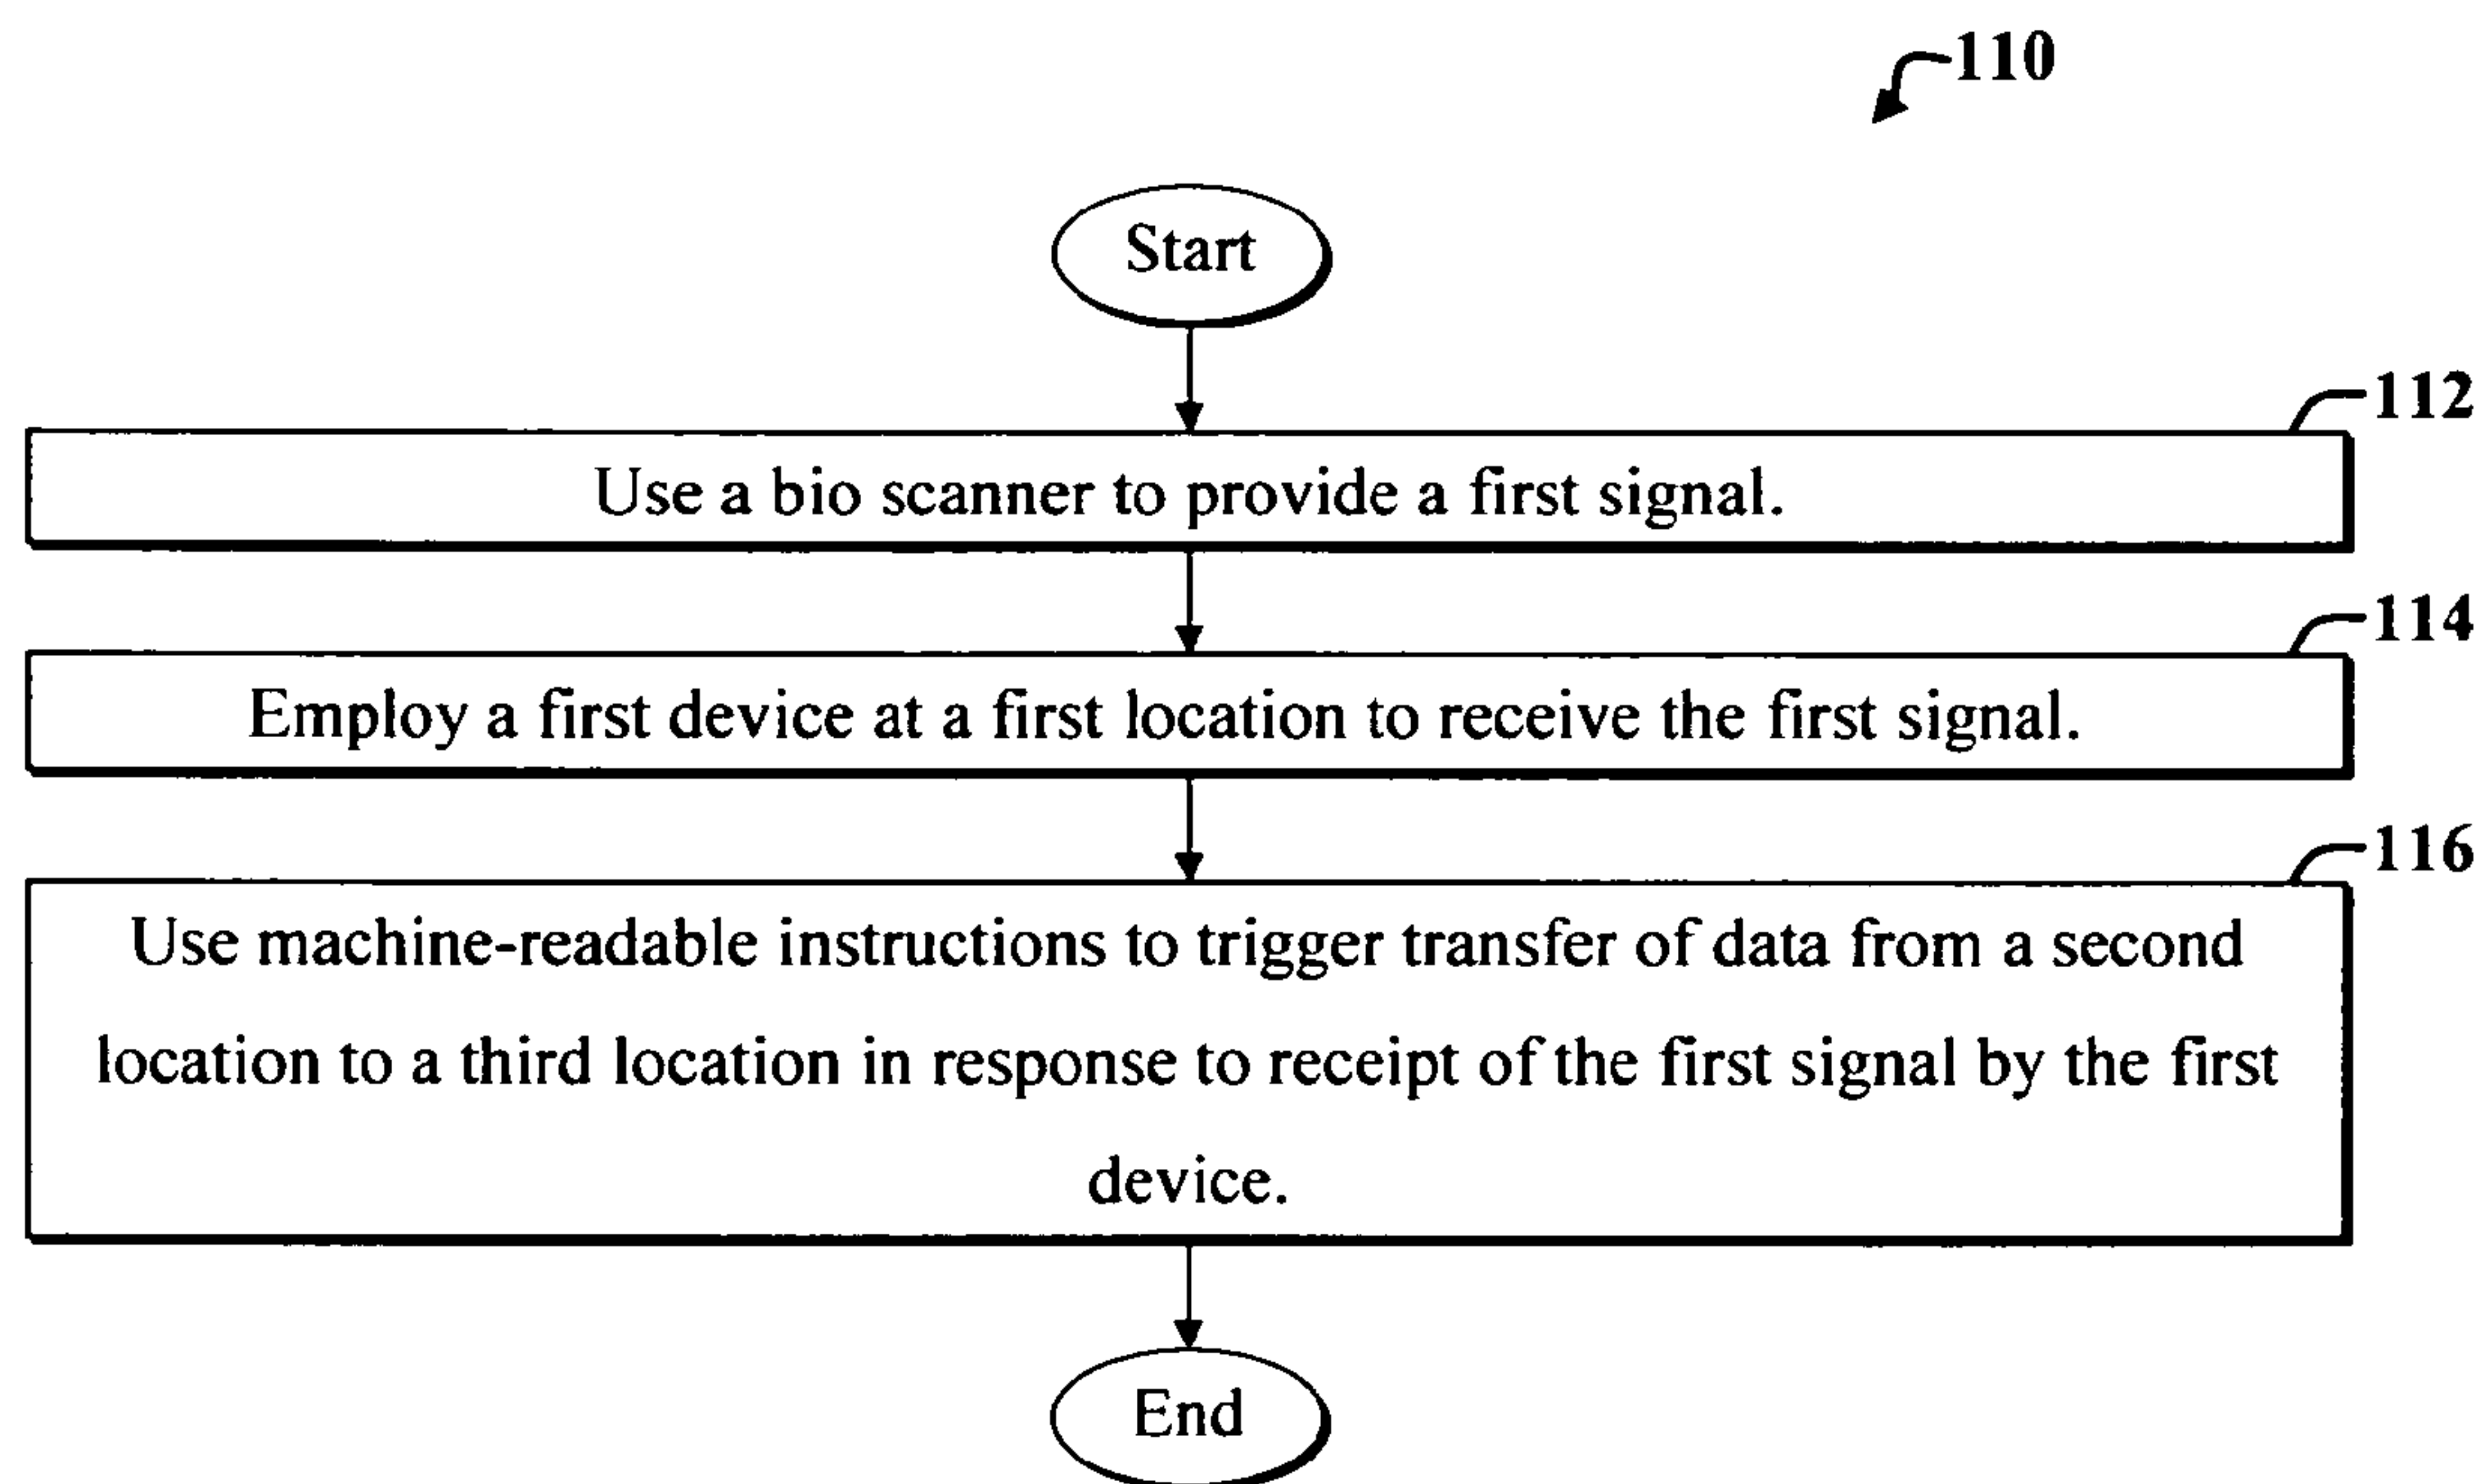 110
Start
112
Use a bio scanner to provide a first signal.
114
Employ a first device at a first location to receive the first signal.
116
Use machine-readable instructions to trigger transfer of data from a second
location to a third location in response to receipt of the first signal by the first
device.
End